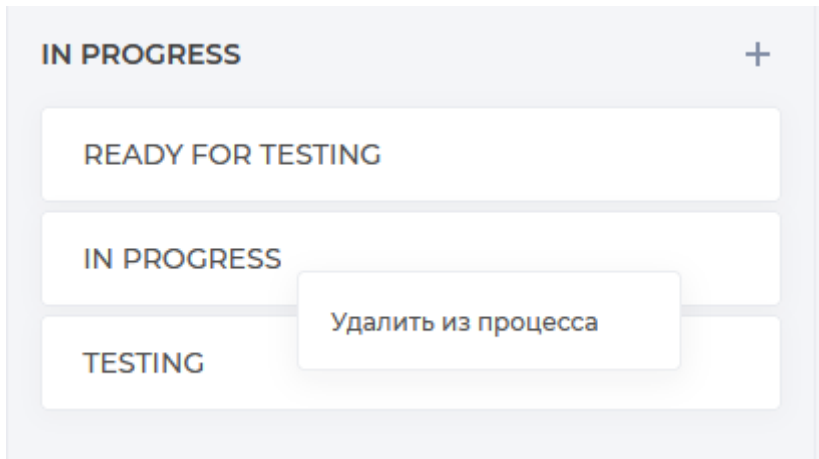 IN PROGRESS +
READY FOR TESTING
IN PROGRESS
Удалить из процесса
TESTING